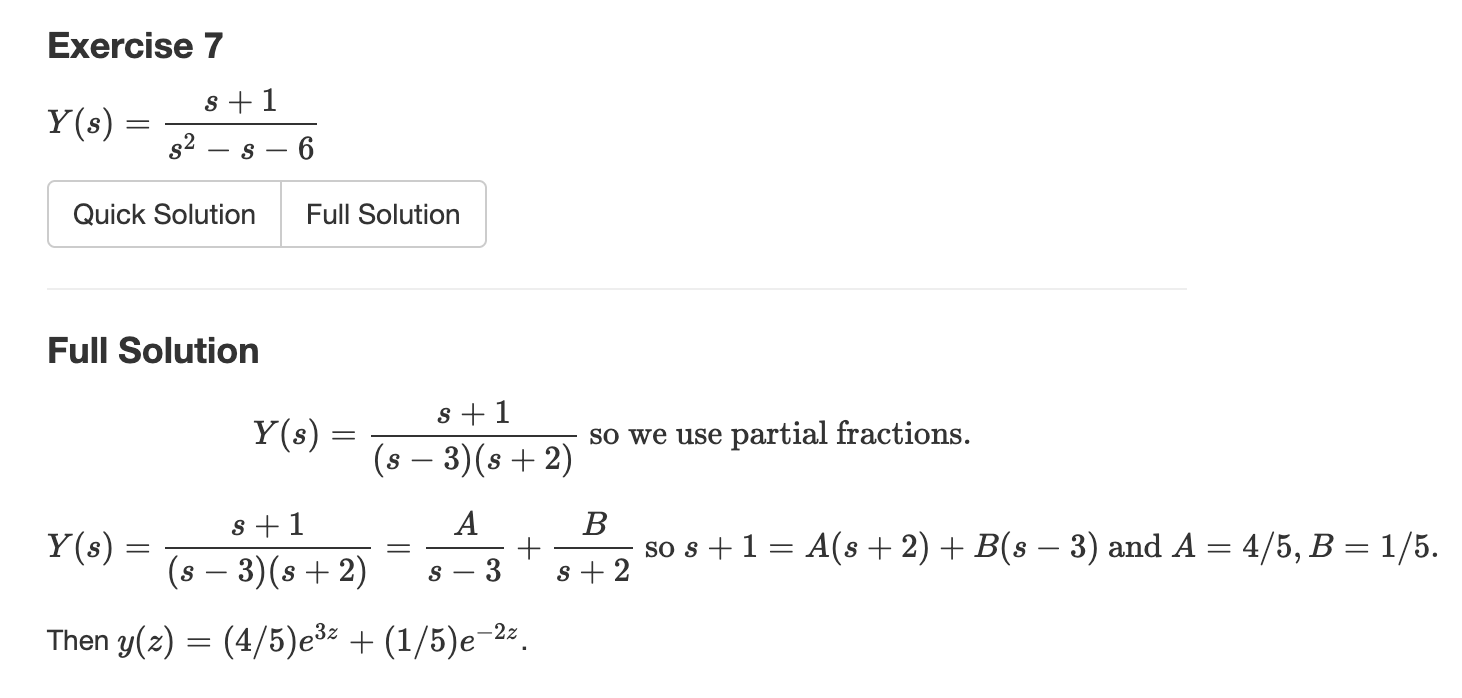 Exercise 7
Y(s) = \frac{s + 1}{s^2 - s - 6}
Quick Solution Full Solution
Full Solution
Y(s) = \frac{s + 1}{(s - 3)(s + 2)} so we use partial fractions.
Y(s) = \frac{s + 1}{(s - 3)(s + 2)} = \frac{A}{s - 3} + \frac{B}{s + 2} so s + 1 = A(s + 2) + B(s - 3) and A = 4/5, B = 1/5.
Then y(z) = (4/5)e^{3z} + (1/5)e^{-2z}.